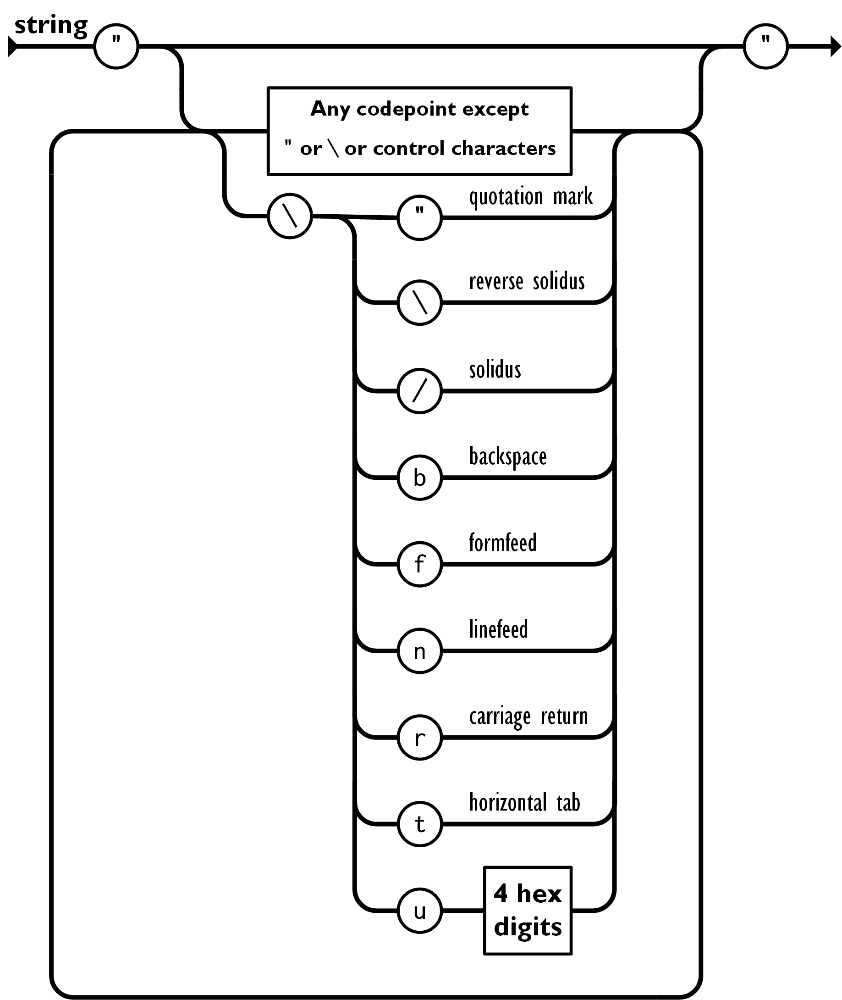 string
"
"
Any codepoint except
" or \ or control characters
\
"
quotation mark
\
reverse solidus
/
solidus
b
backspace
f
formfeed
n
linefeed
r
carriage return
t
horizontal tab
u
4 hex
digits